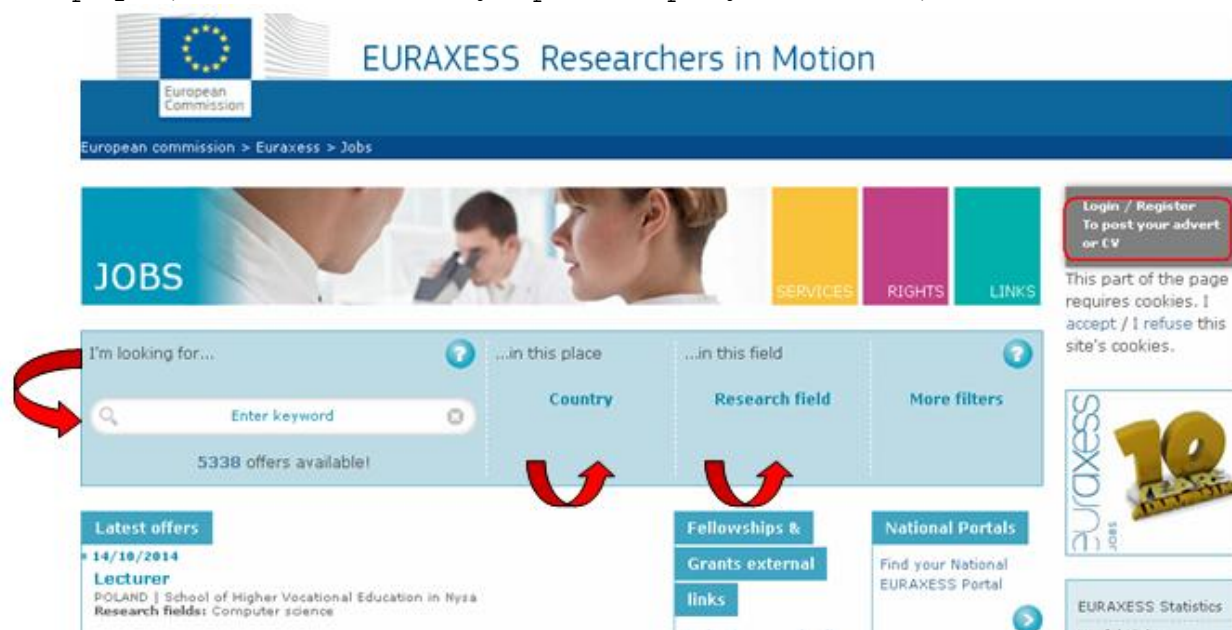 EURAXESS Researchers in Motion
European
Commission
European commission > Euraxess > Jobs
JOBS
SERVICES
RIGHTS
LINKS
Login / Register
To post your advert
or CV
This part of the page
requires cookies. I
accept / I refuse this
site's cookies.
I'm looking for...
?
...in this place
...in this field
?
Enter keyword
Country
Research field
More filters
5338 offers available!
euraxess
JOBS
10
YEARS
Latest offers
14/10/2014
Lecturer
POLAND | School of Higher Vocational Education in Nysa
Research fields: Computer science
Fellowships &
Grants external
links
National Portals
Find your National
EURAXESS Portal
EURAXESS Statistics